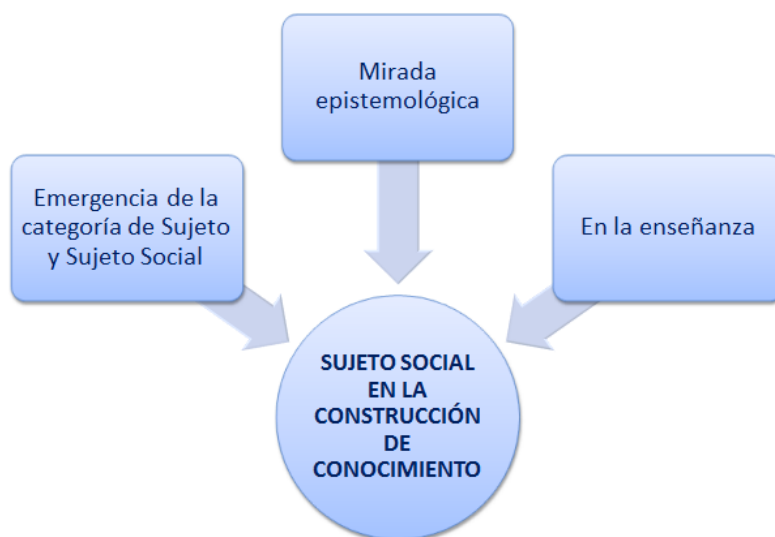 Mirada
epistemológica
Emergencia de la
categoría de Sujeto
y Sujeto Social
En la enseñanza
SUJETO SOCIAL
EN LA
CONSTRUCCIÓN
DE
CONOCIMIENTO